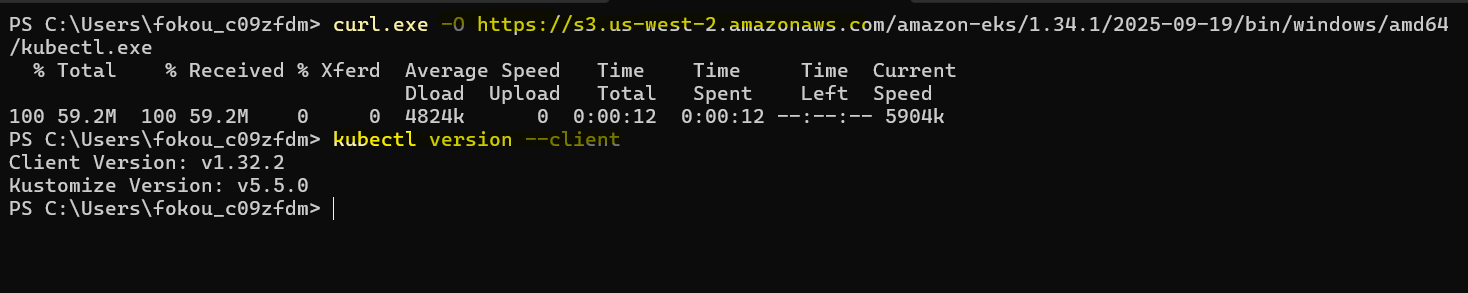 PS C:\Users\fokou_c09zfdm> curl.exe -O https://s3.us-west-2.amazonaws.com/amazon-eks/1.34.1/2025-09-19/bin/windows/amd64
/kubectl.exe
  % Total    % Received % Xferd  Average Speed   Time    Time     Time  Current
                                 Dload  Upload   Total   Spent    Left  Speed
100 59.2M  100 59.2M    0     0  4824k      0  0:00:12  0:00:12 --:--:-- 5904k
PS C:\Users\fokou_c09zfdm> kubectl version --client
Client Version: v1.32.2
Kustomize Version: v5.5.0
PS C:\Users\fokou_c09zfdm>